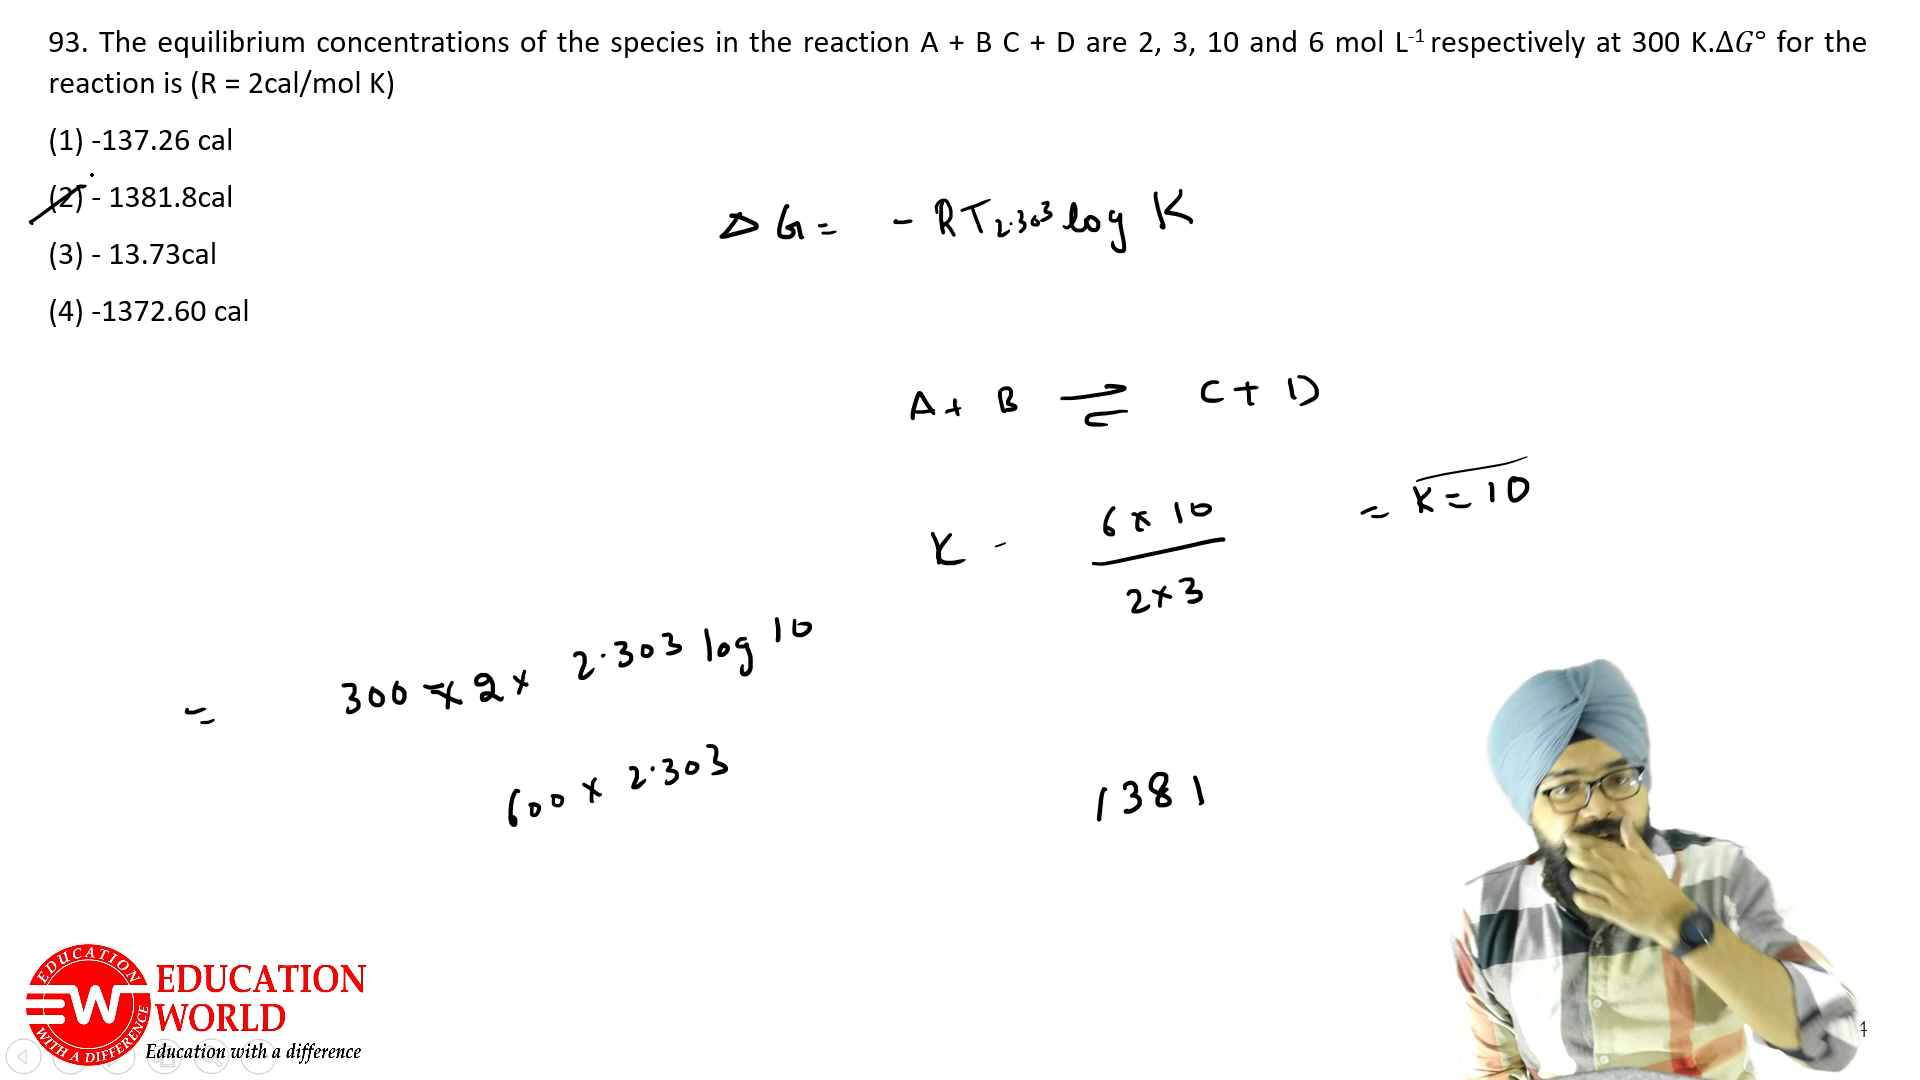 93. The equilibrium concentrations of the species in the reaction A + B C + D are 2, 3, 10 and 6 mol L⁻¹ respectively at 300 K.ΔG° for the
reaction is (R = 2cal/mol K)
(1) -137.26 cal
(2) - 1381.8cal
(3) - 13.73cal
(4) -1372.60 cal
Δ G = - RT 2.303 log K
A + B ⇌ C + D
K - 6 x 10 / 2 x 3 = K = 10
= 300 x 2 x 2.303 log 10
600 x 2.303
1381
EDUCATION
EW
WITH A DIFFERENCE
EDUCATION
WORLD
Education with a difference